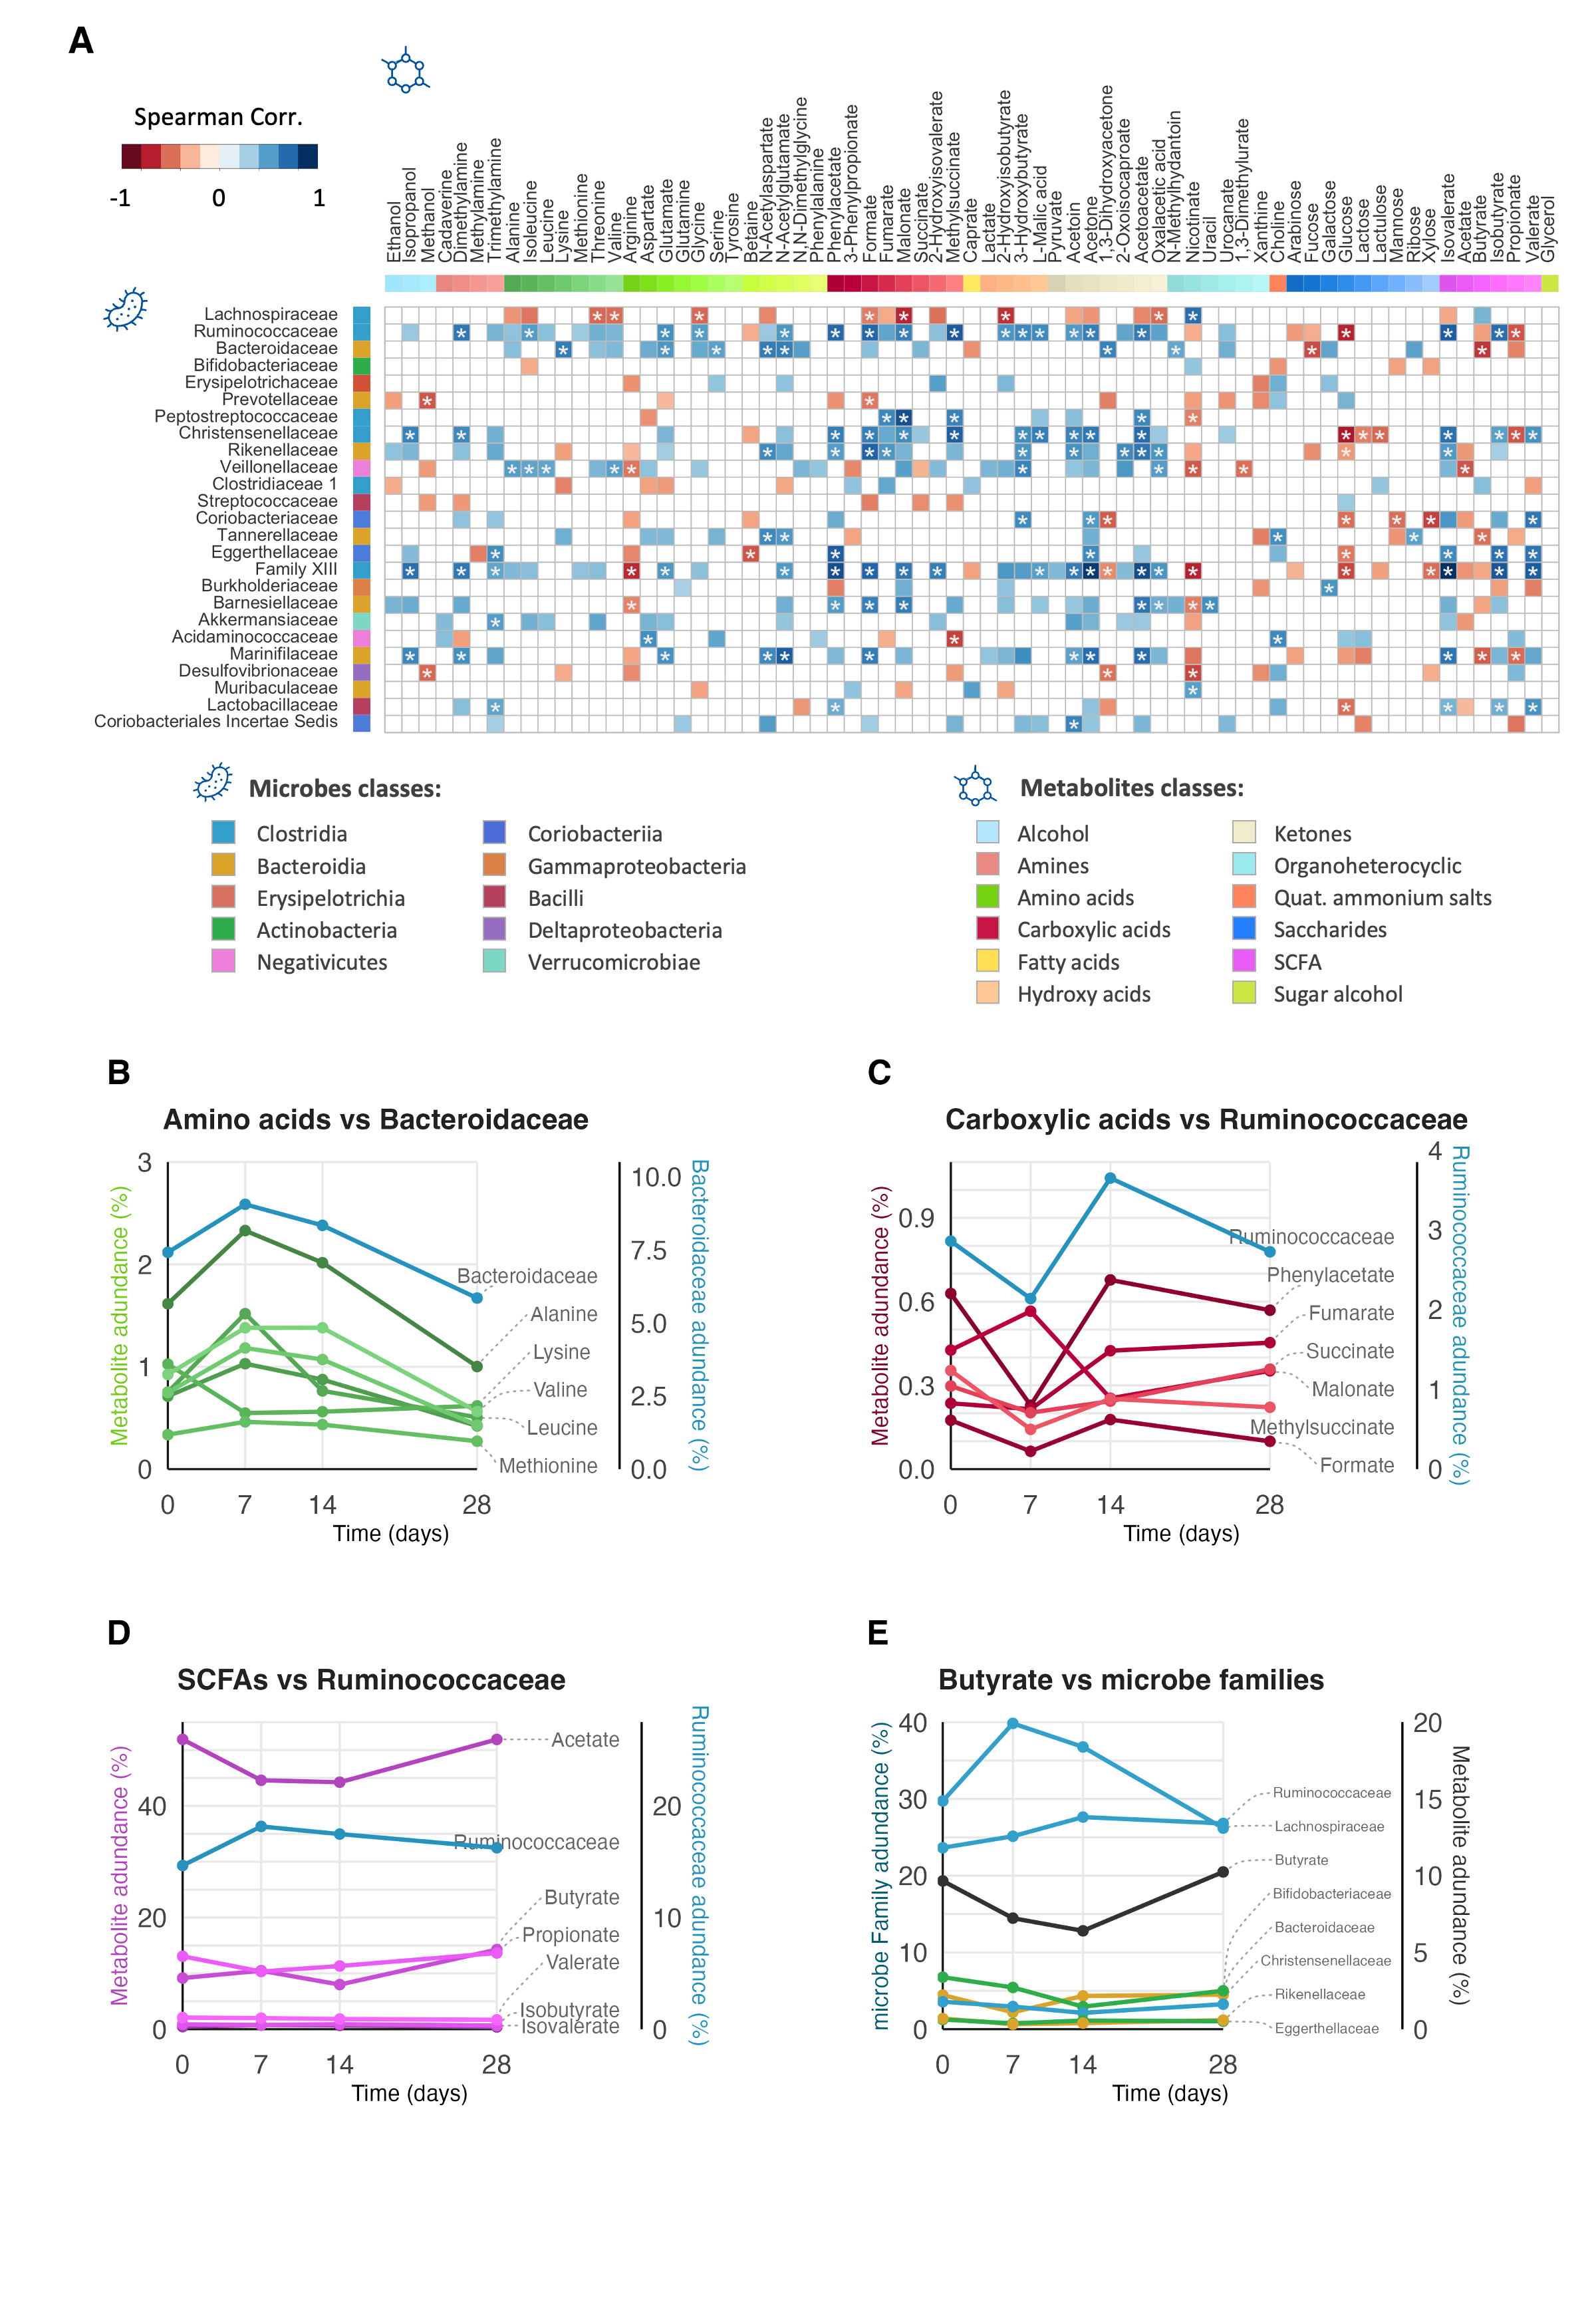 A
Spearman Corr.
-1 0 1
Ethanol
Isopropanol
Methanol
Cadaverine
Dimethylamine
Methylamine
Trimethylamine
Alanine
Isoleucine
Leucine
Lysine
Methionine
Threonine
Valine
Arginine
Aspartate
Glutamate
Glutamine
Glycine
Serine
Tyrosine
Betaine
N-Acetylaspartate
N-Acetylglutamate
N,N-Dimethylglycine
Phenylalanine
Phenylacetate
3-Phenylpropionate
Formate
Fumarate
Malonate
Succinate
2-Hydroxyisovalerate
Methylsuccinate
Caprate
Lactate
2-Hydroxyisobutyrate
3-Hydroxybutyrate
L-Malic acid
Pyruvate
Acetoin
Acetone
1,3-Dihydroxyacetone
2-Oxoisocaproate
Acetoacetate
Oxalacetic acid
N-Methylhydantoin
Nicotinate
Uracil
Urocanate
1,3-Dimethylurate
Xanthine
Choline
Arabinose
Fucose
Galactose
Glucose
Lactose
Lactulose
Mannose
Ribose
Xylose
Isovalerate
Acetate
Butyrate
Isobutyrate
Propionate
Valerate
Glycerol
Lachnospiraceae
Ruminococcaceae
Bacteroidaceae
Bifidobacteriaceae
Erysipelotrichaceae
Prevotellaceae
Peptostreptococcaceae
Christensenellaceae
Rikenellaceae
Veillonellaceae
Clostridiaceae 1
Streptococcaceae
Coriobacteriaceae
Tannerellaceae
Eggerthellaceae
Family XIII
Burkholderiaceae
Barnesiellaceae
Akkermansiaceae
Acidaminococcaceae
Marinifilaceae
Desulfovibrionaceae
Muribaculaceae
Lactobacillaceae
Coriobacteriales Incertae Sedis
Microbes classes:
Clostridia
Bacteroidia
Erysipelotrichia
Actinobacteria
Negativicutes
Coriobacteriia
Gammaproteobacteria
Bacilli
Deltaproteobacteria
Verrucomicrobiae
Metabolites classes:
Alcohol
Amines
Amino acids
Carboxylic acids
Fatty acids
Hydroxy acids
Ketones
Organoheterocyclic
Quat. ammonium salts
Saccharides
SCFA
Sugar alcohol
B
Amino acids vs Bacteroidaceae
Metabolite adundance (%)
3
2
1
0
0 7 14 28
Time (days)
Bacteroidaceae
Alanine
Lysine
Valine
Leucine
Methionine
10.0
7.5
5.0
2.5
0.0
Bacteroidaceae adundance (%)
C
Carboxylic acids vs Ruminococcaceae
Metabolite adundance (%)
0.9
0.6
0.3
0.0
0 7 14 28
Time (days)
Ruminococcaceae
Phenylacetate
Fumarate
Succinate
Malonate
Methylsuccinate
Formate
4
3
2
1
0
Ruminococcaceae adundance (%)
D
SCFAs vs Ruminococcaceae
Metabolite adundance (%)
40
20
0
0 7 14 28
Time (days)
Acetate
Ruminococcaceae
Butyrate
Propionate
Valerate
Isobutyrate
Isovalerate
20
10
0
Ruminococcaceae adundance (%)
E
Butyrate vs microbe families
microbe Family adundance (%)
40
30
20
10
0
0 7 14 28
Time (days)
Ruminococcaceae
Lachnospiraceae
Butyrate
Bifidobacteriaceae
Bacteroidaceae
Christensenellaceae
Rikenellaceae
Eggerthellaceae
20
15
10
5
0
Metabolite adundance (%)